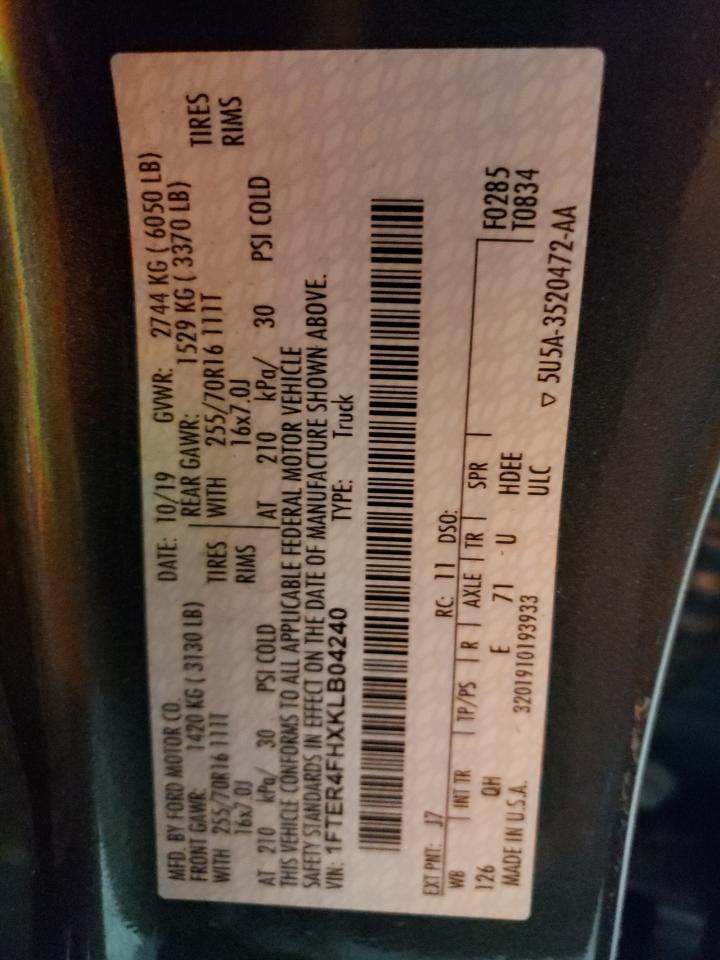 MFD. BY FORD MOTOR CO. DATE: 10/19 GVWR: 2744 KG ( 6050 LB)
FRONT GAWR: 1420 KG ( 3130 LB) REAR GAWR: 1529 KG ( 3370 LB)
WITH 255/70R16 111T TIRES WITH 255/70R16 111T TIRES
16x7.0J RIMS 16x7.0J RIMS
AT 210 kPa/ 30 PSI COLD AT 210 kPa/ 30 PSI COLD
THIS VEHICLE CONFORMS TO ALL APPLICABLE FEDERAL MOTOR VEHICLE
SAFETY STANDARDS IN EFFECT ON THE DATE OF MANUFACTURE SHOWN ABOVE.
VIN: 1FTER4FHXKLB04240 TYPE: Truck
EXT PNT: J7 RC: 11 DSO: F0285
WB INT TR TP/PS R AXLE TR SPR T0834
126 QH E 71 - U HDEE
MADE IN U.S.A. 3201910193933 ULC ▽ 5U5A-3520472-AA